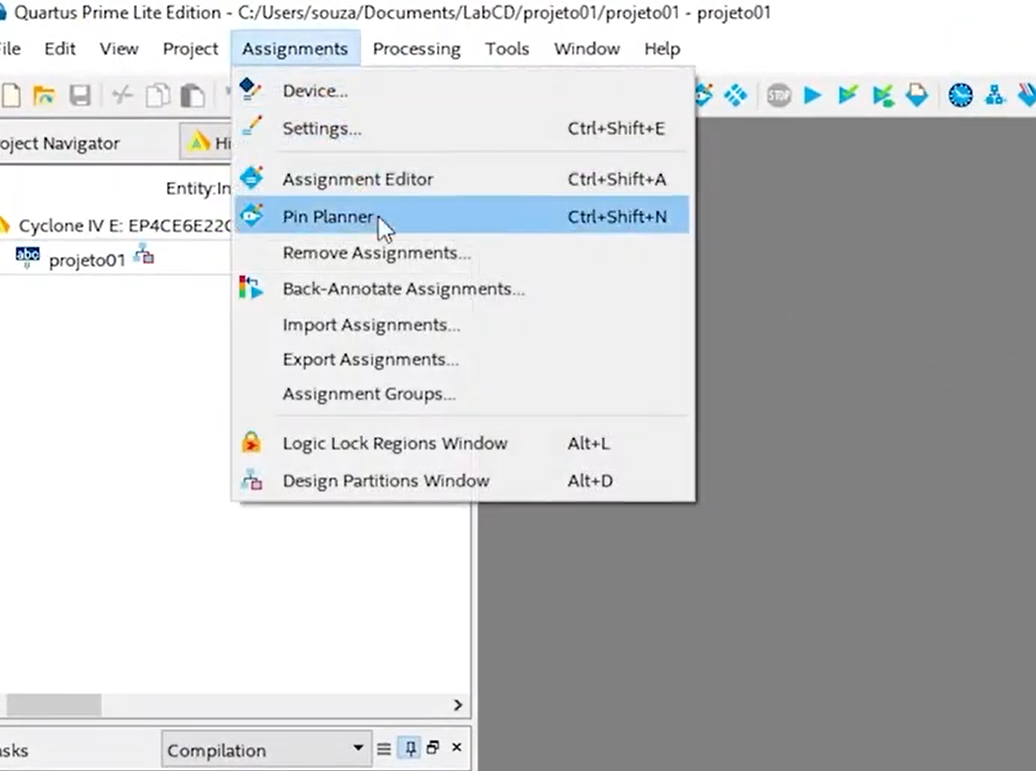 Quartus Prime Lite Edition - C:/Users/souza/Documents/LabCD/projeto01/projeto01 - projeto01
ile Edit View Project Assignments Processing Tools Window Help
STOP
Device...
Settings... Ctrl+Shift+E
Assignment Editor Ctrl+Shift+A
Pin Planner Ctrl+Shift+N
Remove Assignments...
Back-Annotate Assignments...
Import Assignments...
Export Assignments...
Assignment Groups...
Logic Lock Regions Window Alt+L
Design Partitions Window Alt+D
oject Navigator Hi
Entity:In
Cyclone IV E: EP4CE6E22C
abc projeto01
asks Compilation